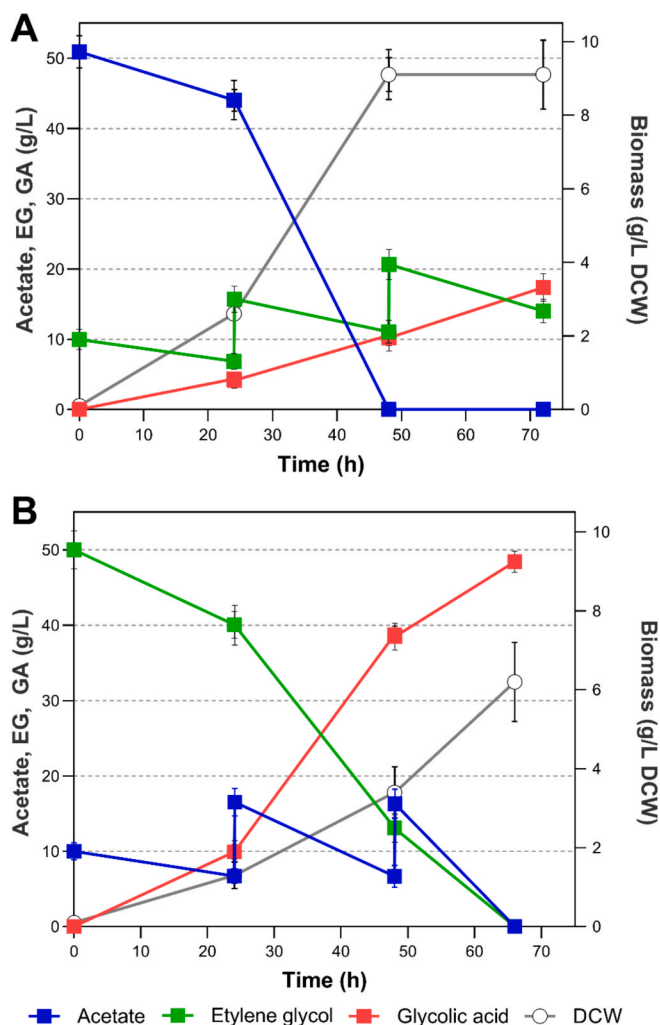 A
Acetate, EG, GA (g/L)
50
40
30
20
10
0
10
8
6
4
2
0
Biomass (g/L DCW)
0 10 20 30 40 50 60 70
Time (h)
B
Acetate, EG, GA (g/L)
50
40
30
20
10
0
10
8
6
4
2
0
Biomass (g/L DCW)
0 10 20 30 40 50 60 70
Time (h)
Acetate Etylene glycol Glycolic acid DCW